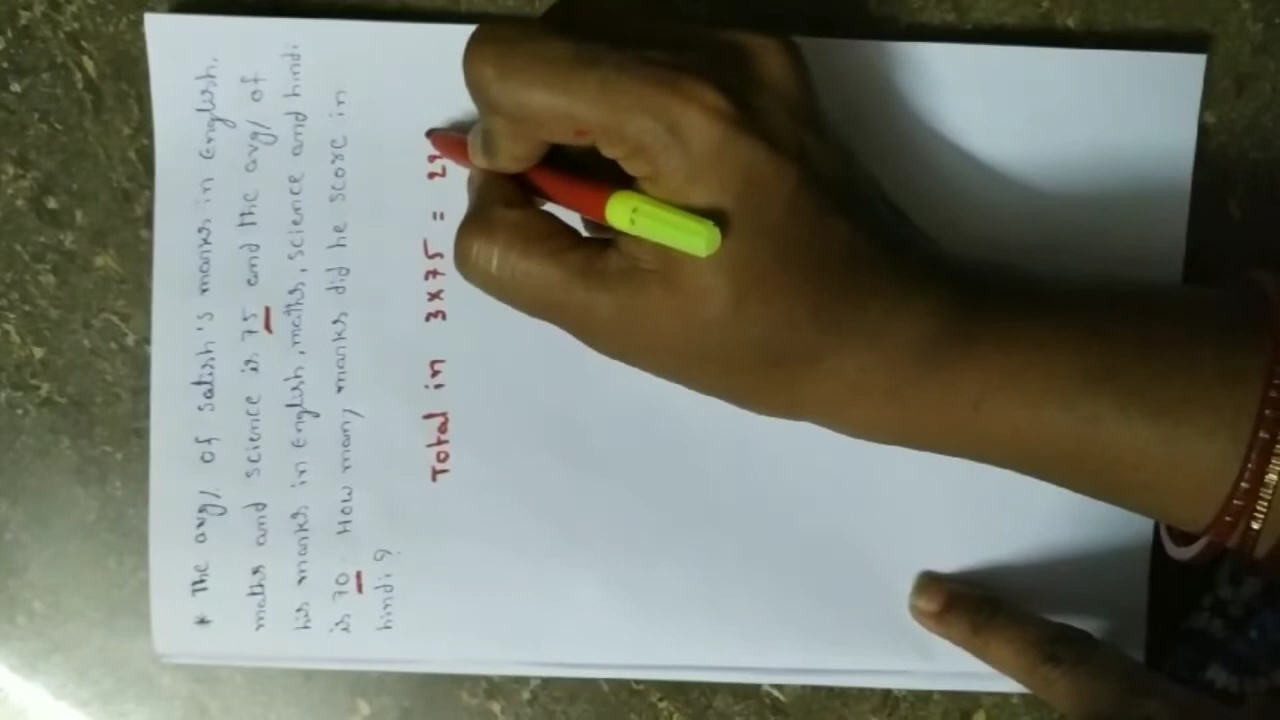 * The avg/ of satish's marks in English,
maths and science is 75 and the avg/ of
his marks in English, maths, science and hindi
is 70. How many marks did he score in
hindi?
Total in 3x75 = 22